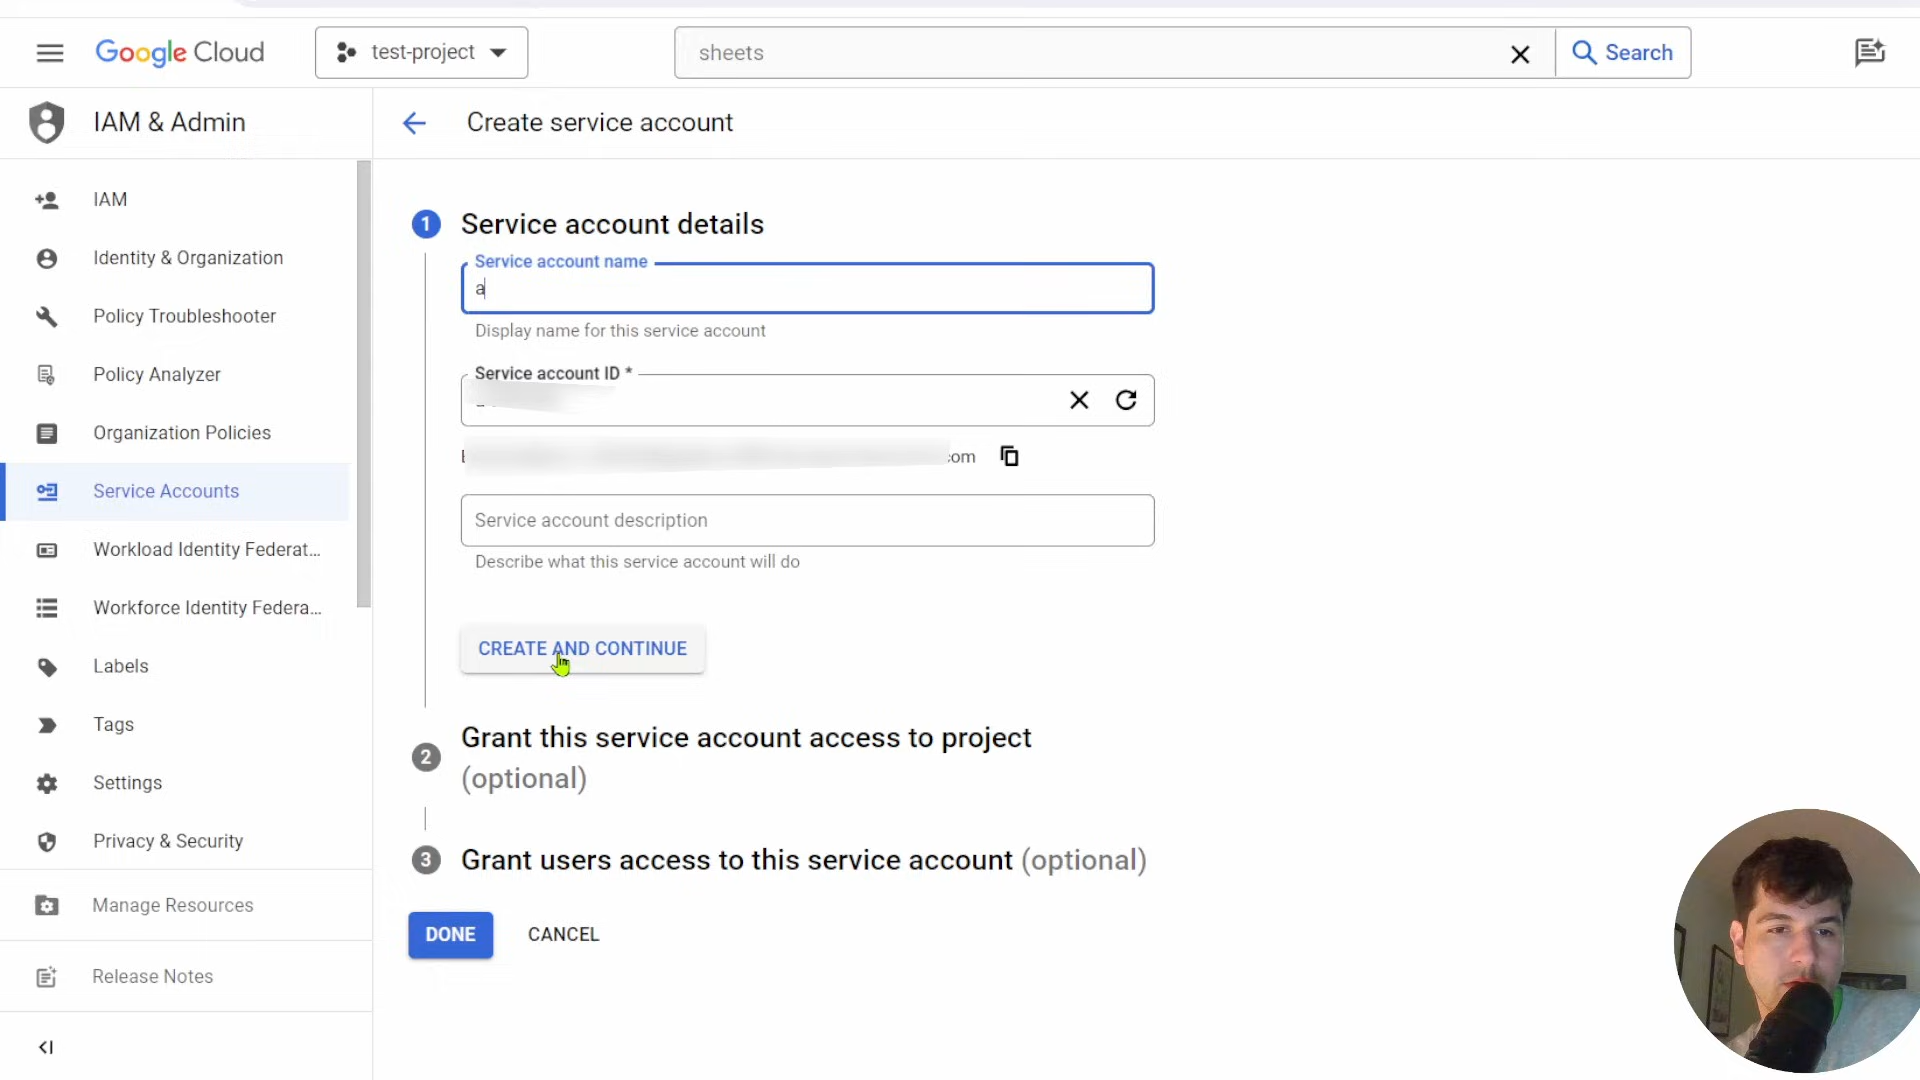 Google Cloud
test-project
sheets
Search
IAM & Admin
Create service account
IAM
Identity & Organization
Policy Troubleshooter
Policy Analyzer
Organization Policies
Service Accounts
Workload Identity Federat...
Workforce Identity Federa...
Labels
Tags
Settings
Privacy & Security
Manage Resources
Release Notes
1 Service account details
Service account name
a
Display name for this service account
Service account ID *
com
Service account description
Describe what this service account will do
CREATE AND CONTINUE
2 Grant this service account access to project
(optional)
3 Grant users access to this service account (optional)
DONE
CANCEL